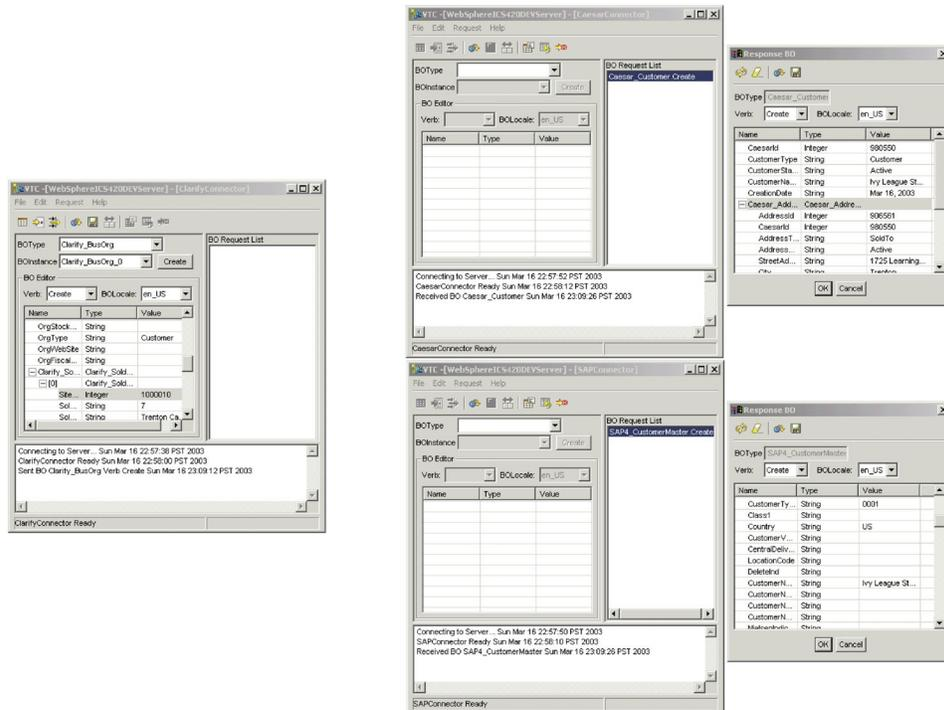 VTC -[WebSphereICS420DEVServer] - [ClarifyConnector]
File Edit Request Help
BOType Clarify_BusOrg
BOInstance Clarify_BusOrg_0 Create
BO Editor
Verb: Create BOLocale: en_US
Name Type Value
OrgStock... String
OrgType String Customer
OrgWebSite String
OrgFiscal... String
Clarify_So... Clarify_Sold...
[0] Clarify_Sold...
Site... Integer 1000010
Sol... String 7
Sol... String Trenton Ca...
BO Request List
Connecting to Server... Sun Mar 16 22:57:38 PST 2003
ClarifyConnector Ready Sun Mar 16 22:58:00 PST 2003
Sent BO Clarify_BusOrg Verb Create Sun Mar 16 23:09:12 PST 2003
ClarifyConnector Ready
VTC -[WebSphereICS420DEVServer] - [CaesarConnector]
File Edit Request Help
BOType
BOInstance Create
BO Editor
Verb: BOLocale: en_US
Name Type Value
BO Request List
Caesar_Customer.Create
Connecting to Server... Sun Mar 16 22:57:52 PST 2003
CaesarConnector Ready Sun Mar 16 22:58:12 PST 2003
Received BO Caesar_Customer Sun Mar 16 23:09:26 PST 2003
CaesarConnector Ready
Response BO
BOType Caesar_Customer
Verb: Create BOLocale: en_US
Name Type Value
CaesarId Integer 980550
CustomerType String Customer
CustomerSta... String Active
CustomerNa... String Ivy League St...
CreationDate String Mar 16, 2003
Caesar_Add... Caesar_Addre...
AddressId Integer 906561
CaesarId Integer 980550
AddressT... String SoldTo
Address... String Active
StreetAd... String 1725 Learning...
City String Trenton
OK Cancel
VTC -[WebSphereICS420DEVServer] - [SAPConnector]
File Edit Request Help
BOType
BOInstance Create
BO Editor
Verb: BOLocale: en_US
Name Type Value
BO Request List
SAP4_CustomerMaster.Create
Connecting to Server... Sun Mar 16 22:57:50 PST 2003
SAPConnector Ready Sun Mar 16 22:58:10 PST 2003
Received BO SAP4_CustomerMaster Sun Mar 16 23:09:26 PST 2003
SAPConnector Ready
Response BO
BOType SAP4_CustomerMaster
Verb: Create BOLocale: en_US
Name Type Value
CustomerTy... String 0001
Class1 String
Country String US
CustomerV... String
CentralDeliv... String
LocationCode String
DeleteInd String
CustomerN... String Ivy League St...
CustomerN... String
CustomerN... String
CustomerN... String
String
OK Cancel